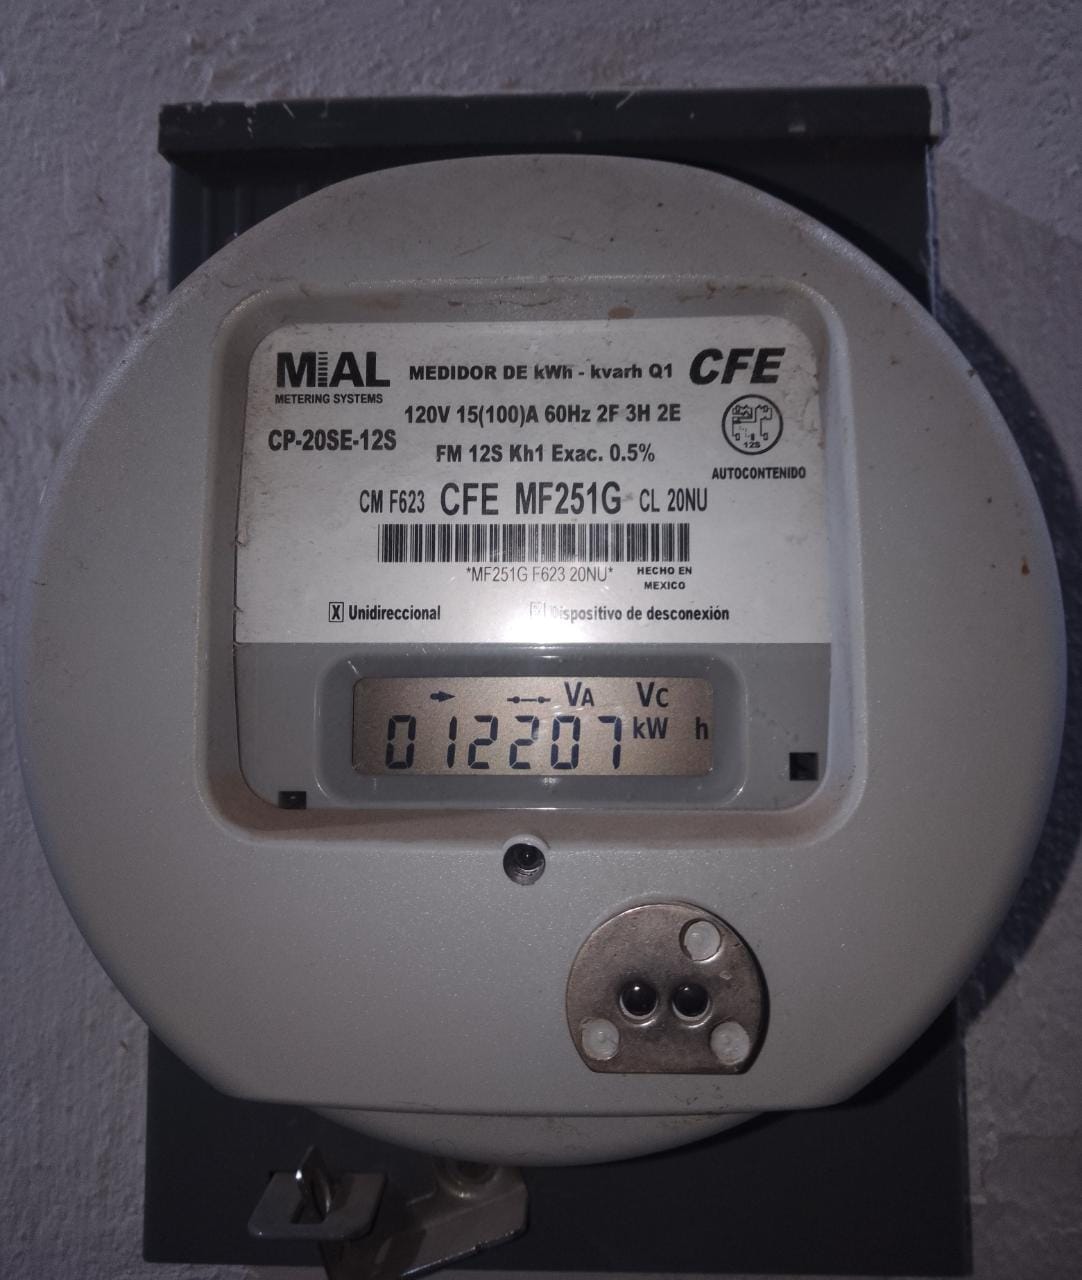 MIAL
METERING SYSTEMS
MEDIDOR DE kWh - kvarh Q1
CFE
120V 15(100)A 60Hz 2F 3H 2E
CP-20SE-12S
FM 12S Kh1 Exac. 0.5%
12S
AUTOCONTENIDO
CM F623 CFE MF251G CL 20NU
*MF251G F623 20NU*
HECHO EN
MEXICO
X Unidireccional
Dispositivo de desconexión
VA VC
012207 kW h